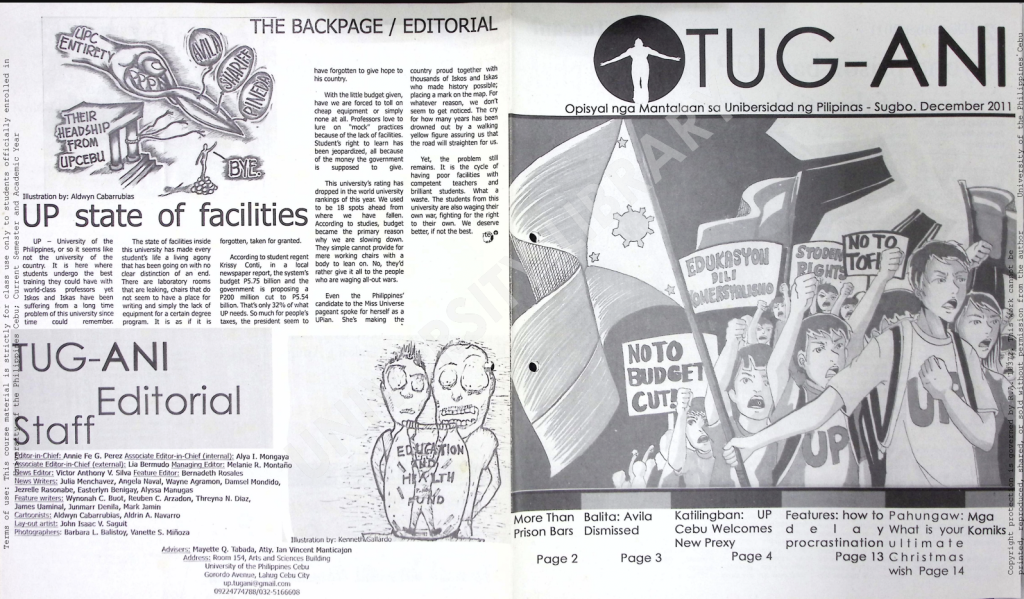 THE BACKPAGE / EDITORIAL
UPC
ENTIRETY
AVILA
SHAREEF
PINEDA
THEIR
HEADSHIP
FROM
UPCEBU
BYE.
Illustration by: Aldwyn Cabarrubias
UP state of facilities
UP – University of the
Philippines, or so it seems like
not the university of the
country. It is here where
students undergo the best
training they could have with
world-class professors yet
Iskos and Iskas have been
suffering from a long time
problem of this university since
time could remember.
The state of facilities inside
this university has made every
student's life a living agony
that has been going on with no
clear distinction of an end.
There are laboratory rooms
that are leaking, chairs that do
not seem to have a place for
writing and simply the lack of
equipment for a certain degree
program. It is as if it is
forgotten, taken for granted.
According to student regent
Krissy Conti, in a local
newspaper report, the system's
budget P5.75 billion and the
government is proposing a
P200 million cut to P5.54
billion. That's only 32% of what
UP needs. So much for people's
taxes, the president seem to
have forgotten to give hope to
his country.
With the little budget given,
have we are forced to toll on
cheap equipment or simply
none at all. Professors love to
lure on "mock" practices
because of the lack of facilities.
Student's right to learn has
been jeopardized, all because
of the money the government
is supposed to give.
This university's rating has
dropped in the world university
rankings of this year. We used
to be 18 spots ahead from
where we have fallen.
According to studies, budget
became the primary reason
why we are slowing down.
They simple cannot provide for
mere working chairs with a
body to lean on. No, they'd
rather give it all to the people
who are waging all-out wars.
Even the Philippines'
candidate to the Miss Universe
pageant spoke for herself as a
UPian. She's making the
country proud together with
thousands of Iskos and Iskas
who made history possible;
placing a mark on the map. For
whatever reason, we don't
seem to get noticed. The cry
for how many years has been
drowned out by a walking
yellow figure assuring us that
the road will straighten for us.
Yet, the problem still
remains. It is the cycle of
having poor facilities with
competent teachers and
brilliant students. What a
waste. The students from this
university are also waging their
own war, fighting for the right
to their own. We deserve
better, if not the best.
TUG-ANI
Editorial
Staff
Editor-in-Chief: Annie Fe G. Perez Associate Editor-in-Chief (internal): Alya I. Mongaya
Associate Editor-in-Chief (external): Lia Bermudo Managing Editor: Melanie R. Montaño
News Editor: Victor Anthony V. Silva Feature Editor: Bernadeth Rosales
News Writers: Julia Menchavez, Angela Naval, Wayne Agramon, Damsel Mondido,
Jezrelle Rasonabe, Easterlyn Benigay, Alyssa Manugas
Feature writers: Wynonah C. Buot, Reuben C. Arzadon, Threyna N. Diaz,
James Uaminal, Junmarr Denila, Mark Jamin
Cartoonists: Aldwyn Cabarrubias, Aldrin A. Navarro
Lay-out artist: John Isaac V. Saguit
Photographers: Barbara L. Balistoy, Vanette S. Miñoza
EDUCATION
AND
HEALTH
FUND
Illustration by: Kenneth Gallardo
Advisers: Mayette Q. Tabada, Atty. Ian Vincent Manticajon
Address: Room 154, Arts and Sciences Building
University of the Philippines Cebu
Gorordo Avenue, Lahug Cebu City
up.tugani@gmail.com
09224774788/032-5166608
TUG-ANI
Opisyal nga Mantalaan sa Unibersidad ng Pilipinas - Sugbo. December 2011
EDUKASYON
DILI
STUDENT
RIGHTS
NO TO
NO TO
BUDGET
CUT!
UP
More Than
Prison Bars
Page 2
Balita: Avila
Dismissed
Page 3
Katilingban: UP
Cebu Welcomes
New Prexy
Page 4
Features: how to
delay
procrastination
Page 13
Pahungaw:
What is your
ultimate
Christmas
wish Page 14
Mga
Komiks
Terms of use: This course material is strictly for class use only to students officially enrolled in